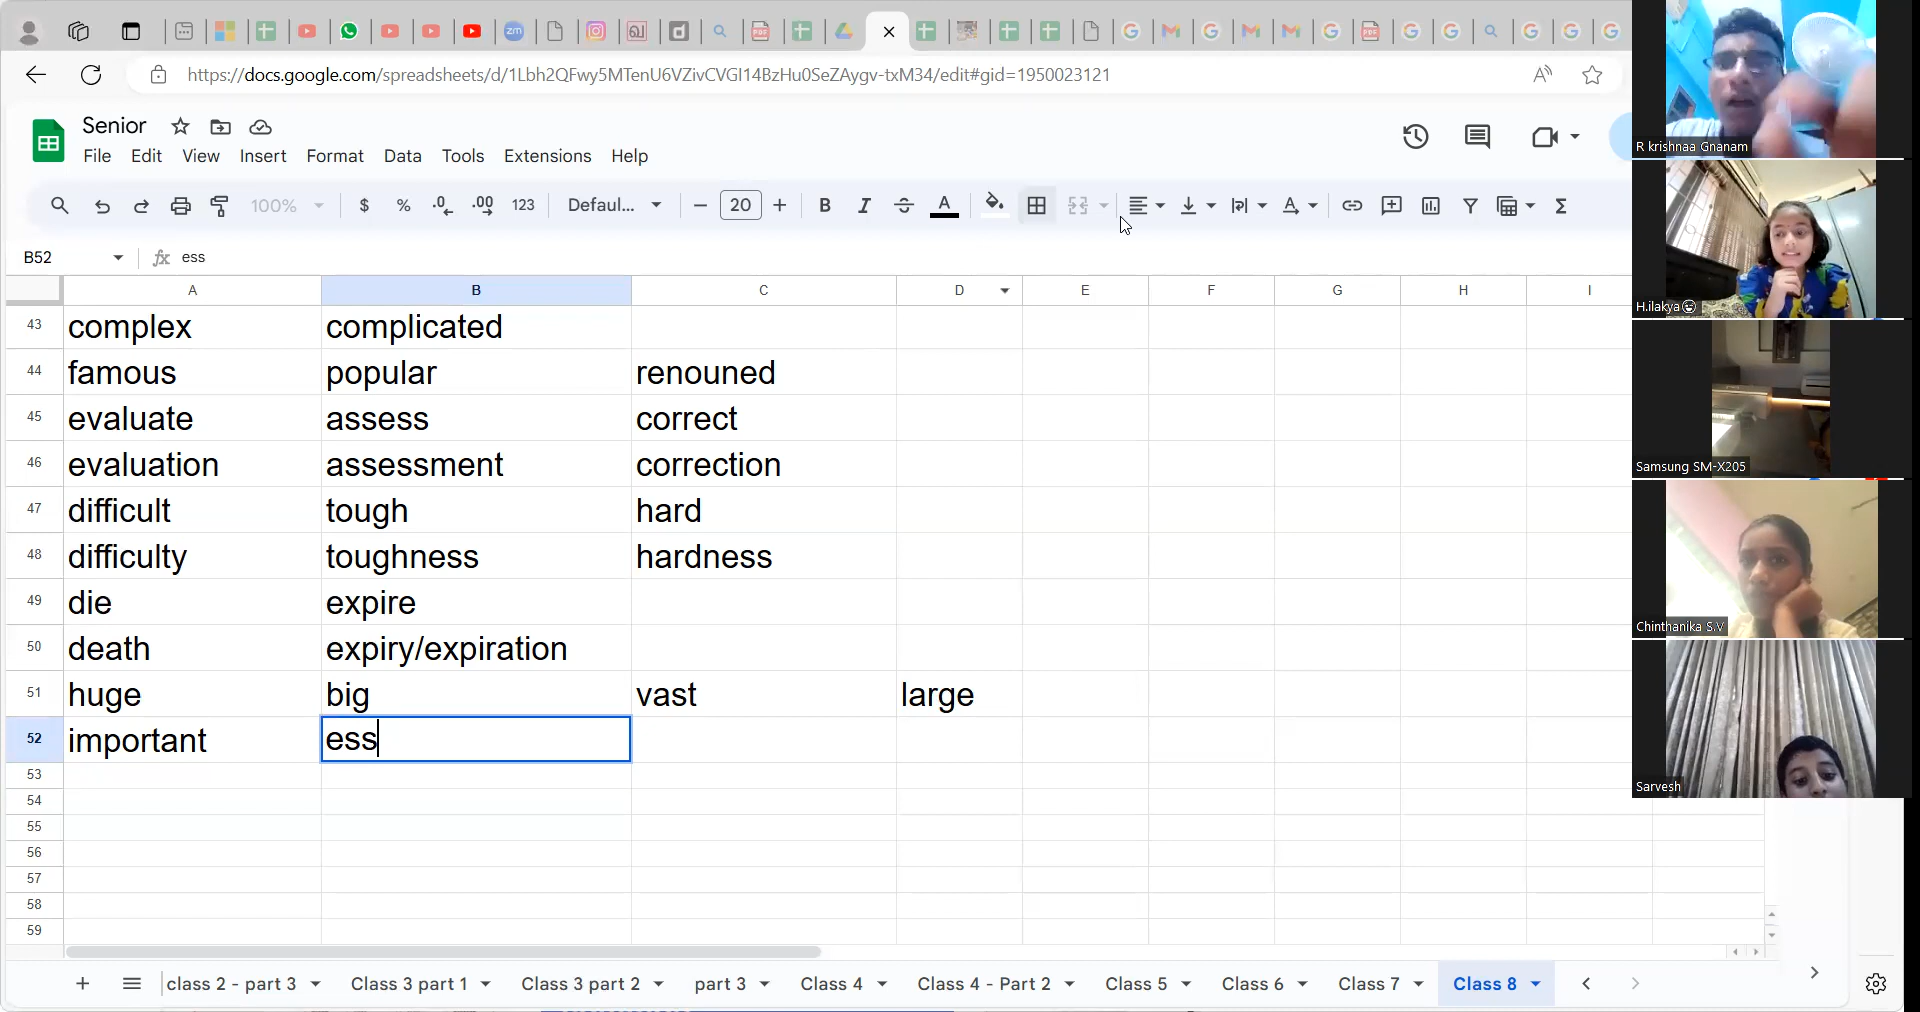 https://docs.google.com/spreadsheets/d/1Lbh2QFwy5MTenU6VZivCVGI14BzHu0SeZAygv-txM34/edit#gid=1950023121
Senior
File Edit View Insert Format Data Tools Extensions Help
100% $ % .0 .00 123 Defaul... 20 B I A
B52 fx ess
A B C D E F G H I
43 complex complicated
44 famous popular renouned
45 evaluate assess correct
46 evaluation assessment correction
47 difficult tough hard
48 difficulty toughness hardness
49 die expire
50 death expiry/expiration
51 huge big vast large
52 important ess
53
54
55
56
57
58
59
class 2 - part 3 Class 3 part 1 Class 3 part 2 part 3 Class 4 Class 4 - Part 2 Class 5 Class 6 Class 7 Class 8
R krishnaa Gnanam
H.ilakya
Samsung SM-X205
Chinthanika S.V
Sarvesh